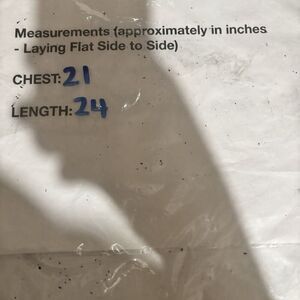 Measurements (approximately in inches
- Laying Flat Side to Side)
CHEST: 21
LENGTH: 24